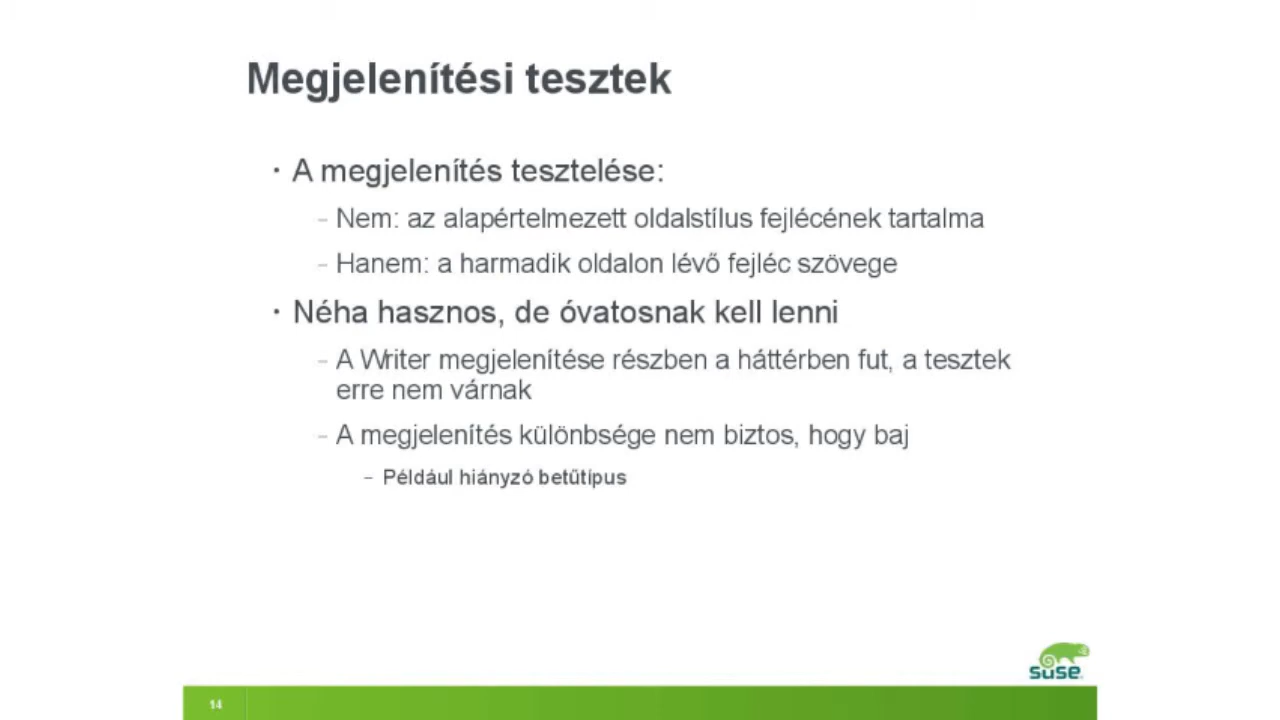 Megjelenítési tesztek
· A megjelenítés tesztelése:
– Nem: az alapértelmezett oldalstílus fejlécének tartalma
– Hanem: a harmadik oldalon lévő fejléc szövege
· Néha hasznos, de óvatosnak kell lenni
– A Writer megjelenítése részben a háttérben fut, a tesztek
erre nem várnak
– A megjelenítés különbsége nem biztos, hogy baj
– Például hiányzó betűtípus
suse
14